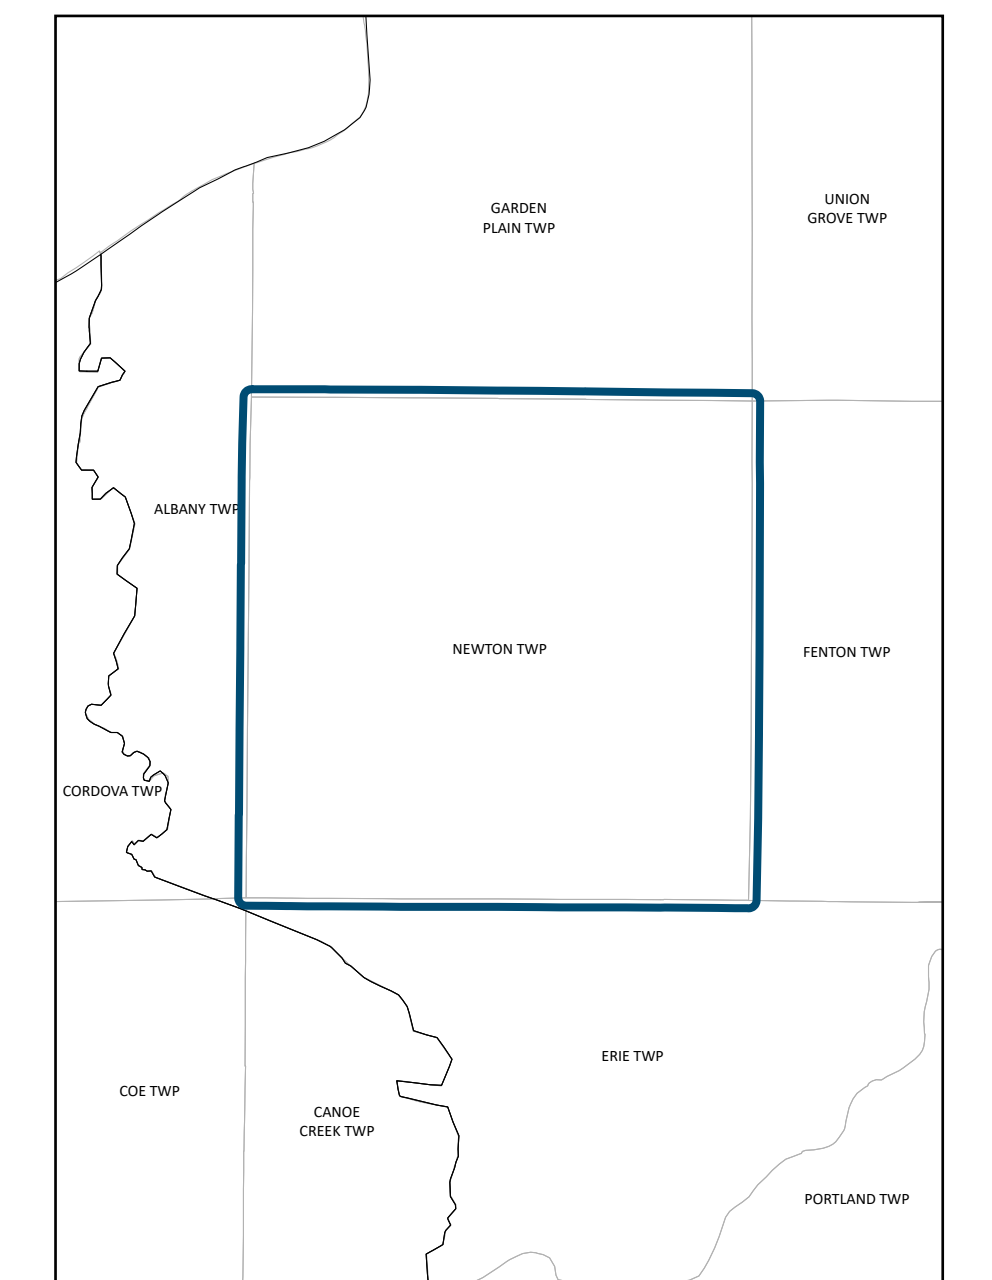 UNION
GROVE TWP
GARDEN
PLAIN TWP
ALBANY TWP
NEWTON TWP
FENTON TWP
CORDOVA TWP
ERIE TWP
COE TWP
CANOE
CREEK TWP
PORTLAND TWP